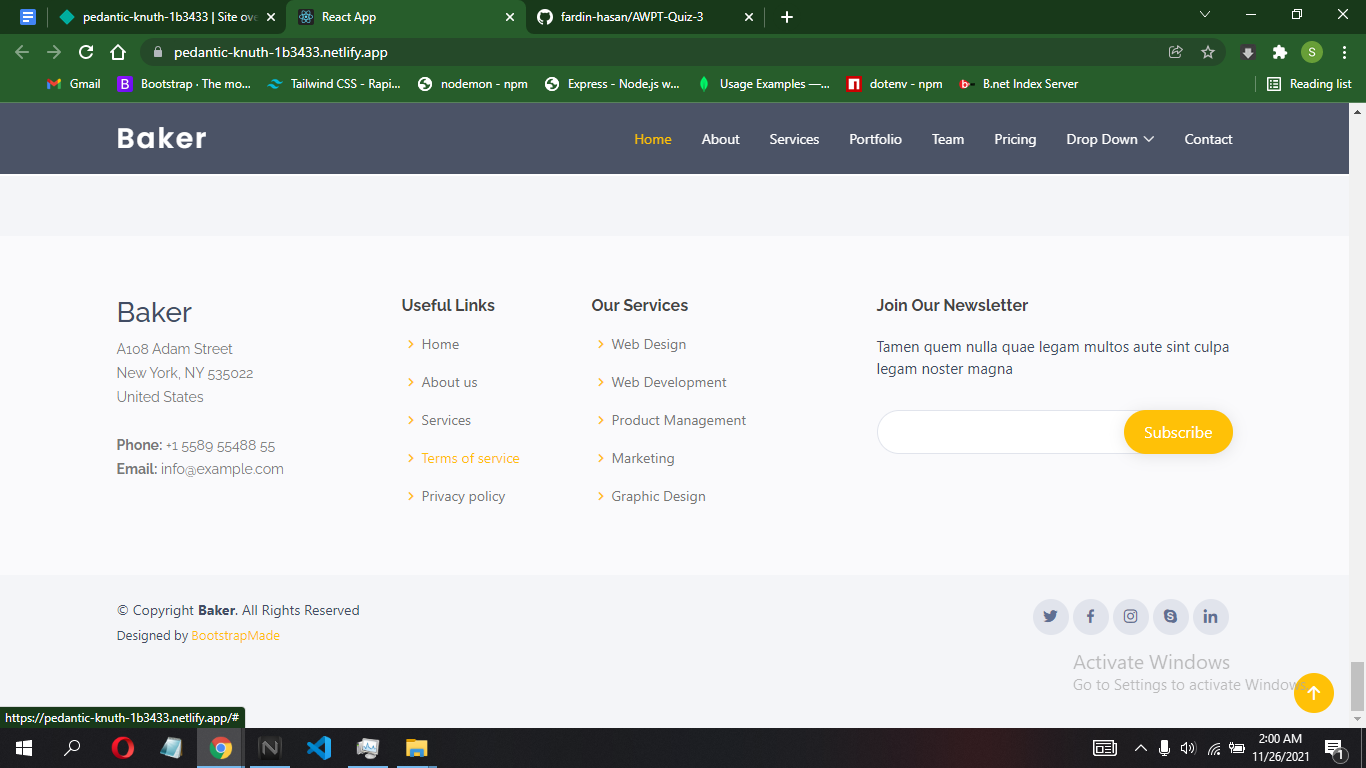 pedantic-knuth-1b3433 | Site ove
React App
fardin-hasan/AWPT-Quiz-3
pedantic-knuth-1b3433.netlify.app
S
Gmail
B Bootstrap · The mo...
Tailwind CSS - Rapi...
nodemon - npm
Express - Node.js w...
Usage Examples —...
dotenv - npm
B.net Index Server
Reading list
Baker
Home
About
Services
Portfolio
Team
Pricing
Drop Down
Contact
Baker
A108 Adam Street
New York, NY 535022
United States
Phone: +1 5589 55488 55
Email: info@example.com
Useful Links
Home
About us
Services
Terms of service
Privacy policy
Our Services
Web Design
Web Development
Product Management
Marketing
Graphic Design
Join Our Newsletter
Tamen quem nulla quae legam multos aute sint culpa
legam noster magna
Subscribe
© Copyright Baker. All Rights Reserved
Designed by BootstrapMade
Activate Windows
Go to Settings to activate Windows.
https://pedantic-knuth-1b3433.netlify.app/#
2:00 AM
11/26/2021
1